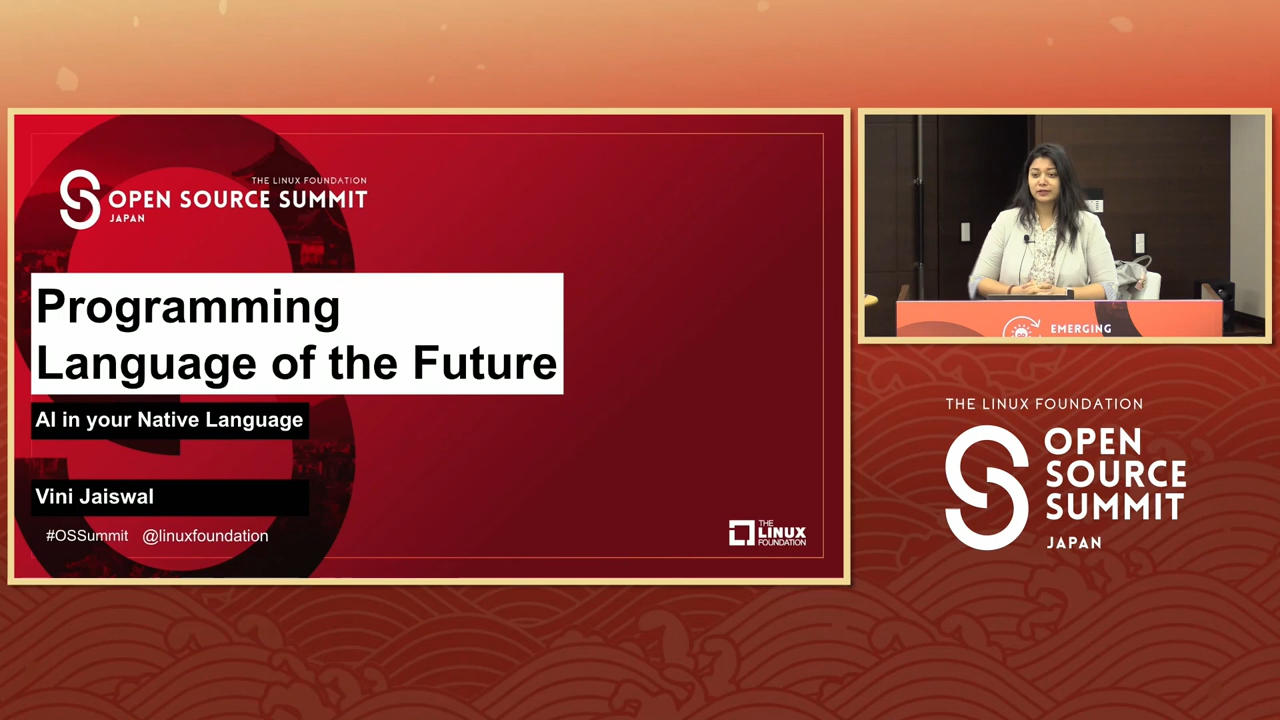 THE LINUX FOUNDATION
OPEN SOURCE SUMMIT
JAPAN
Programming
Language of the Future
AI in your Native Language
Vini Jaiswal
#OSSummit @linuxfoundation
THE
LINUX
FOUNDATION
EMERGING
THE LINUX FOUNDATION
OPEN
SOURCE
SUMMIT
JAPAN